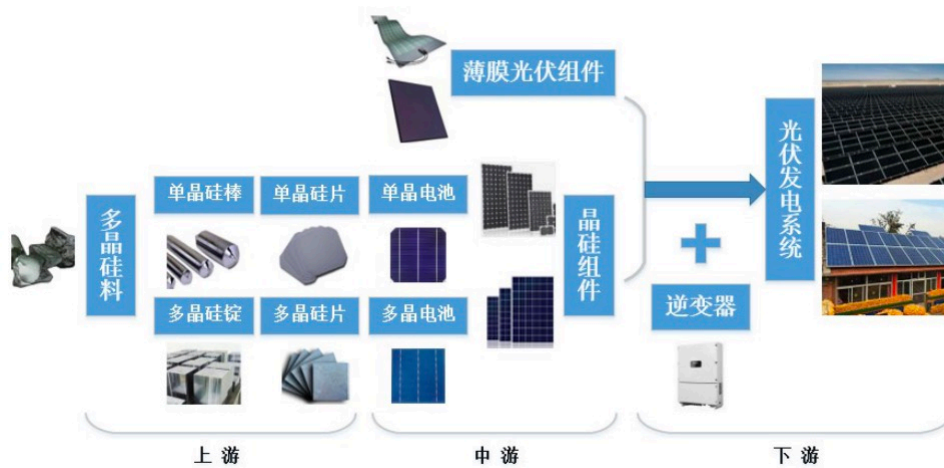 薄膜光伏组件
光伏发电系统
单晶硅棒
单晶硅片
单晶电池
多晶硅料
晶硅组件
多晶硅锭
多晶硅片
多晶电池
逆变器
上游
中游
下游